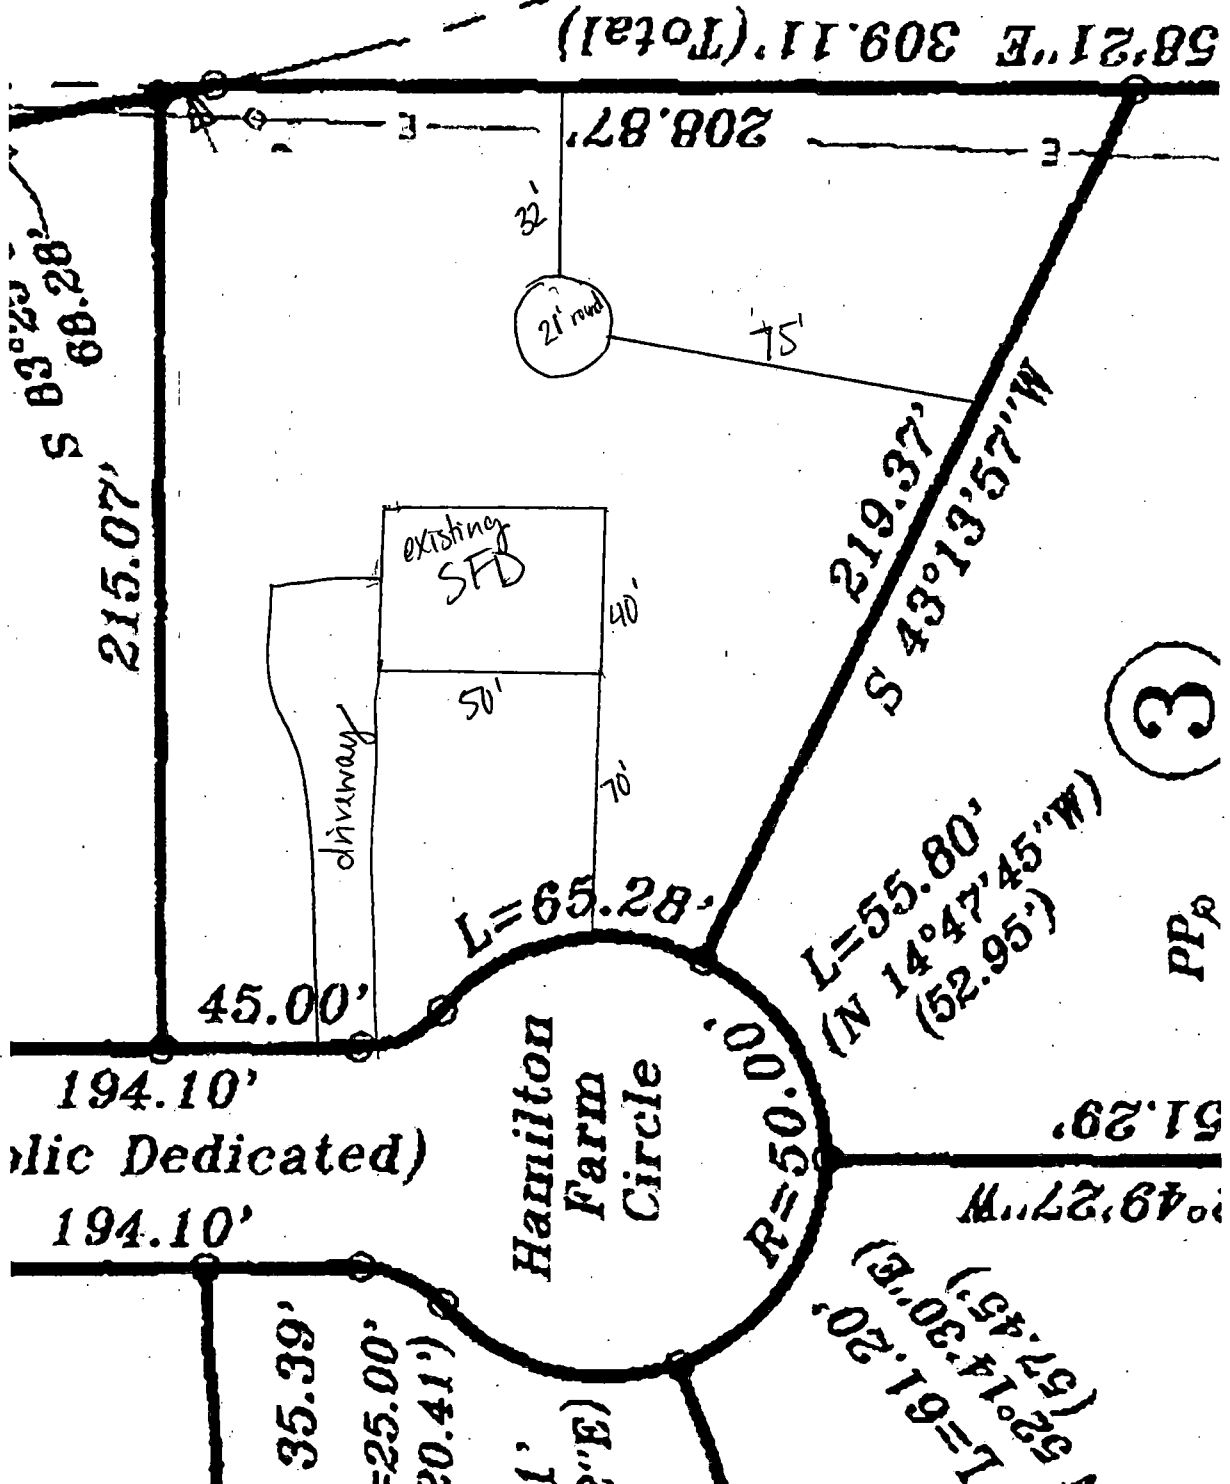 58'21"E 309.11'(Total)
208.87'
E
E
32'
21' round
75'
68.28'
215.07'
219.37'
S 43°13'57"W
existing
SFD
40'
50'
70'
driveway
3
L=65.28'
L=55.80'
(N 14°47'45"W)
(52.95')
PP
45.00'
194.10'
lic Dedicated)
194.10'
Hamilton
Farm
Circle
R=50.00'
51.29'
°49'27"W
L=61.20'
52°14'30"E)
(57.45')
35.39'
=25.00'
20.41')
1'
"E)